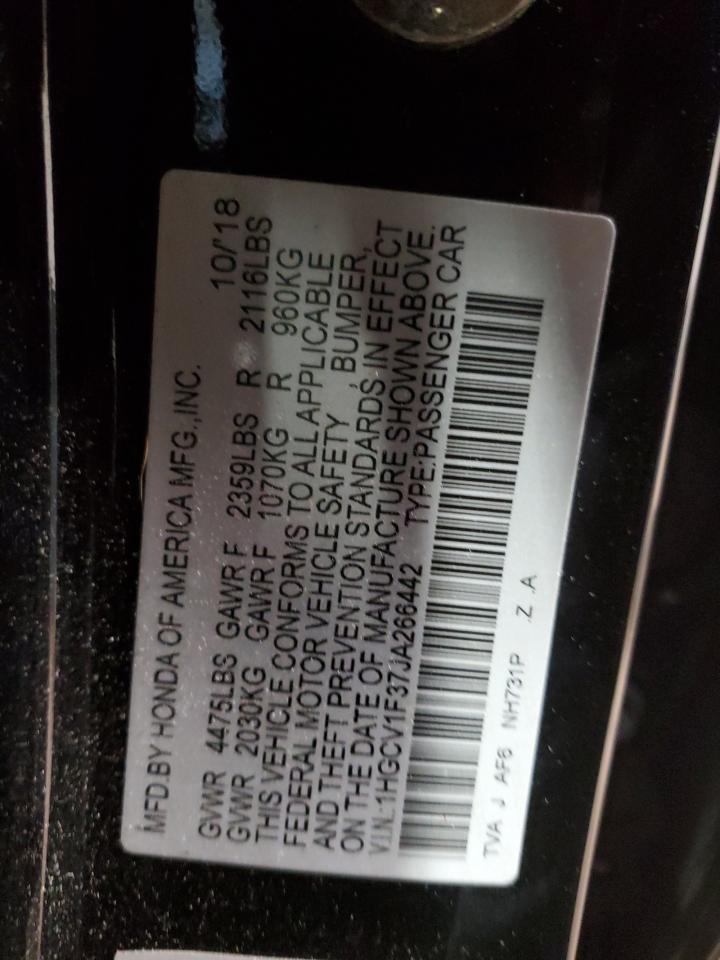 MFD.BY HONDA OF AMERICA MFG.,INC. 10/'18
GVWR 4475LBS GAWR F 2359LBS R 2116LBS
GVWR 2030KG GAWR F 1070KG R 960KG
THIS VEHICLE CONFORMS TO ALL APPLICABLE
FEDERAL MOTOR VEHICLE SAFETY , BUMPER,
AND THEFT PREVENTION STANDARDS IN EFFECT
ON THE DATE OF MANUFACTURE SHOWN ABOVE.
V.I.N.:1HGCV1F37JA266442 TYPE:PASSENGER CAR
TVA J AF6 NH731P .Z .A